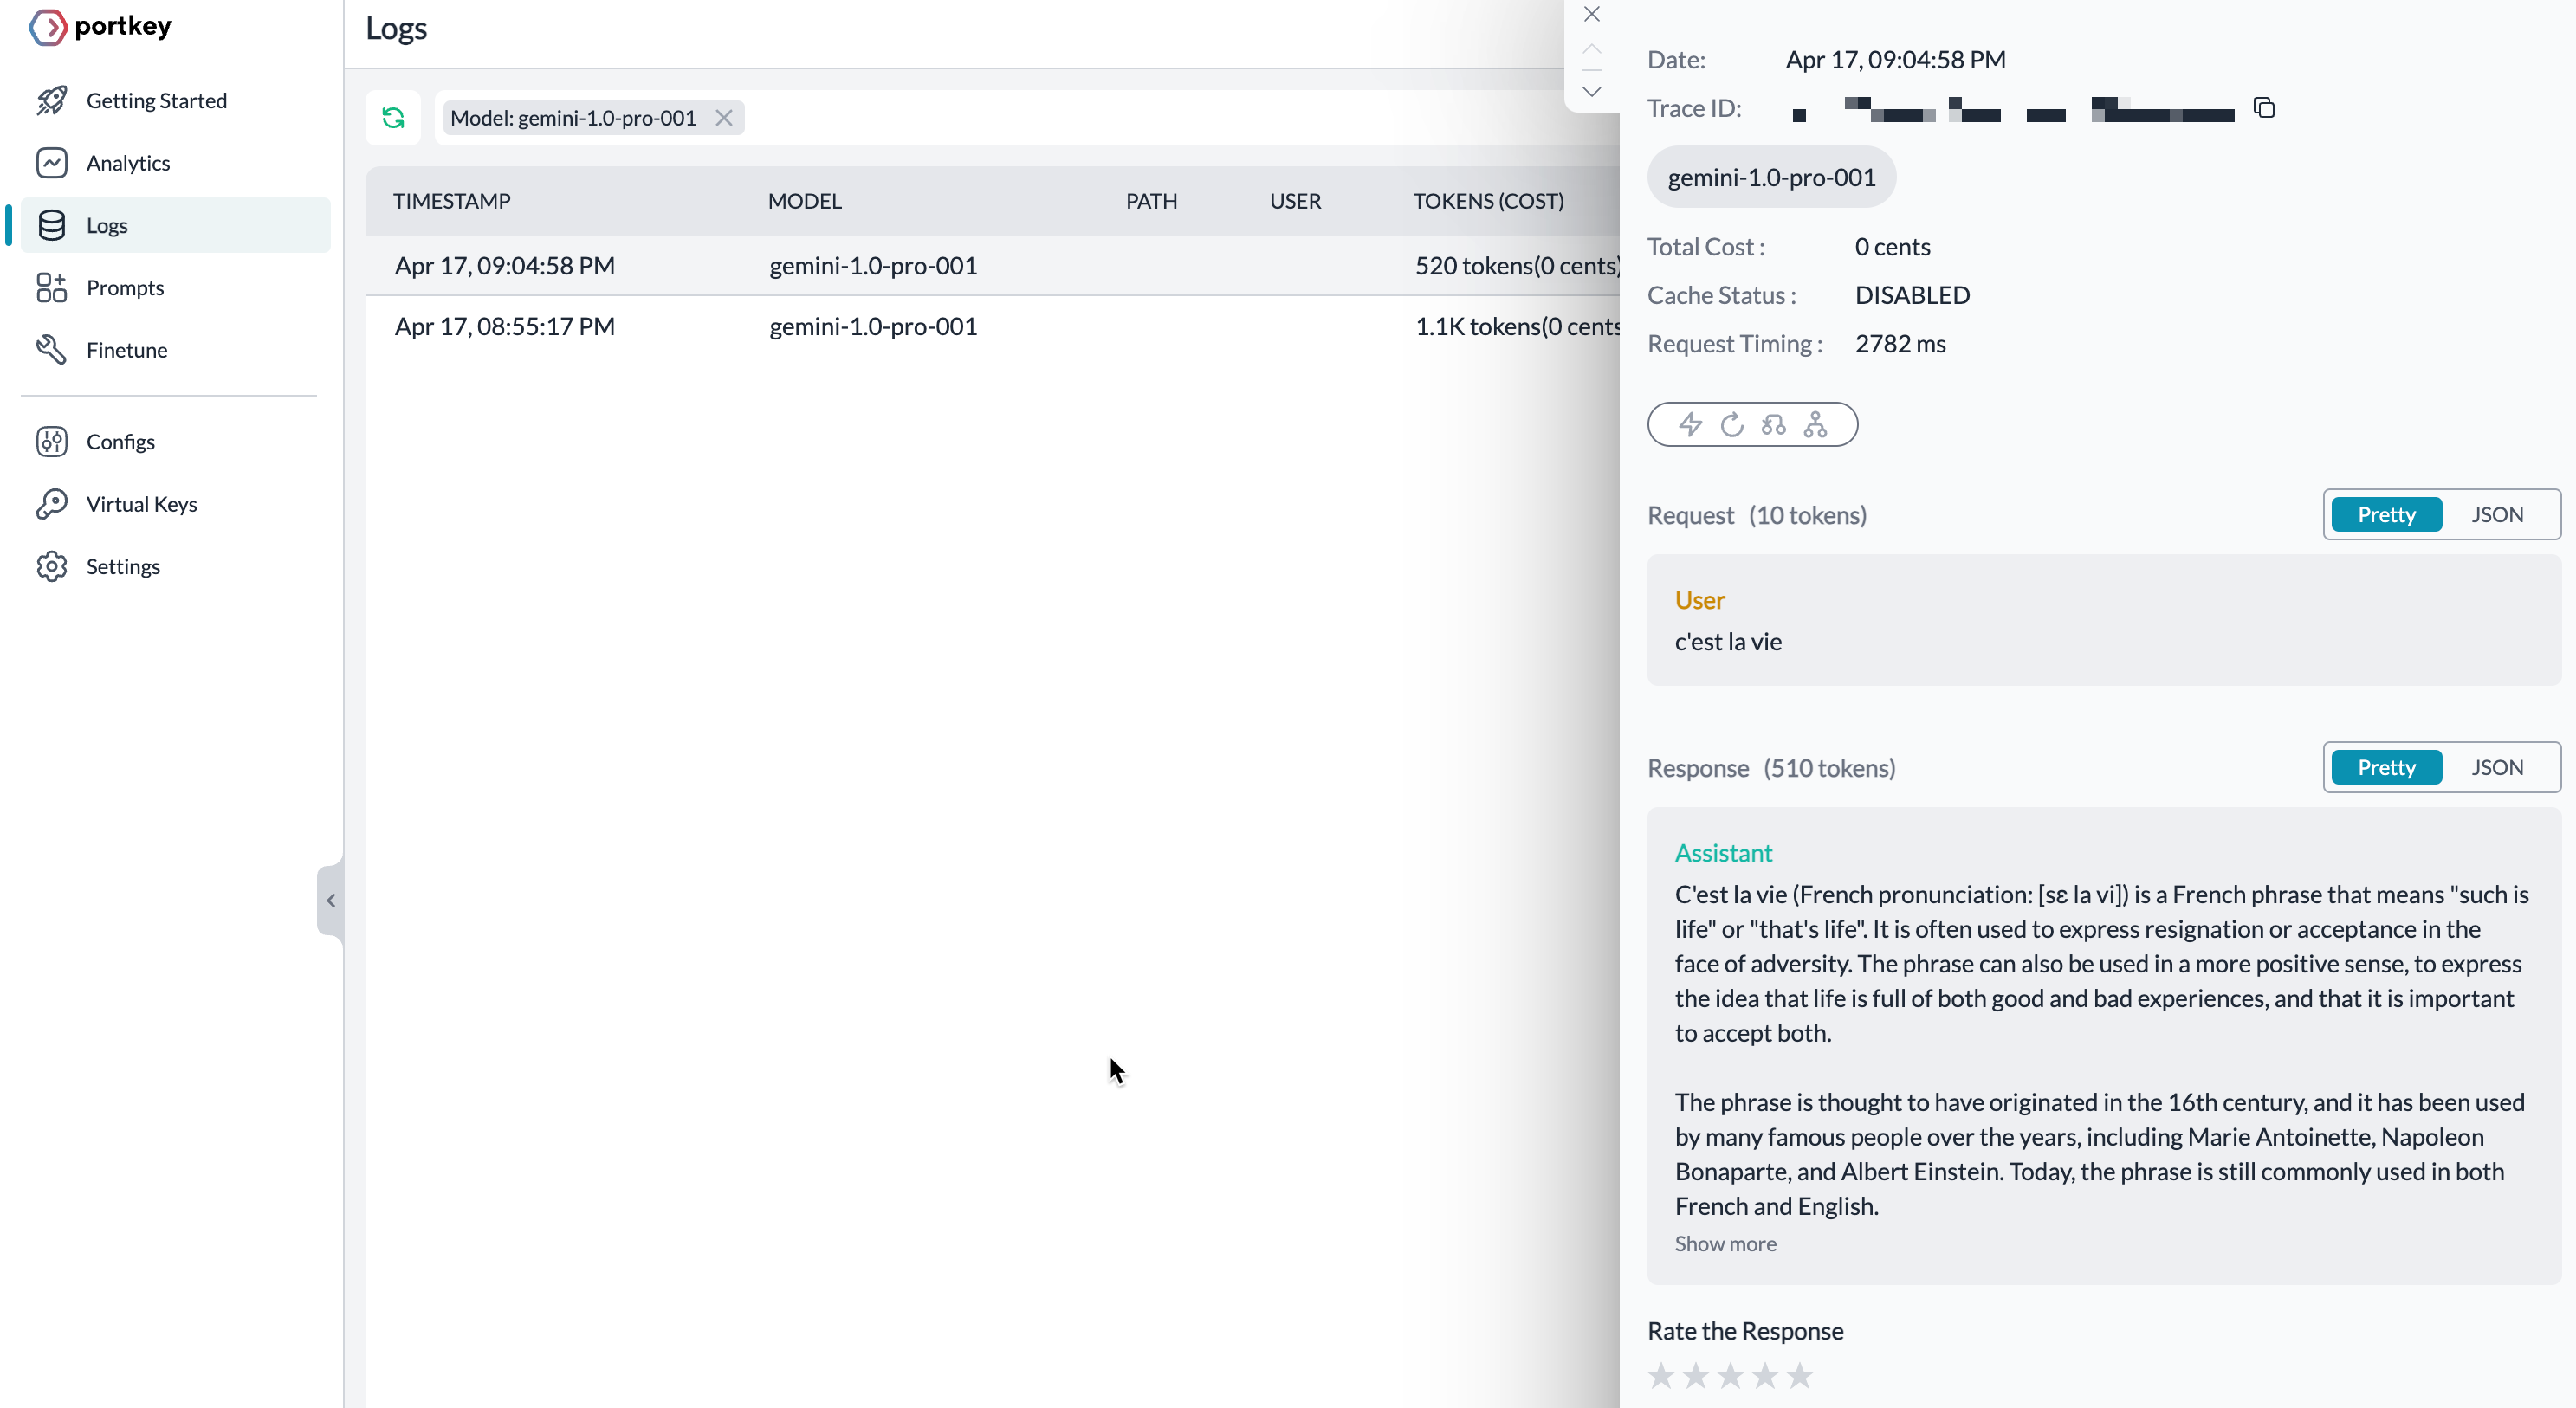 portkey
Getting Started
Analytics
Logs
Prompts
Finetune
Configs
Virtual Keys
Settings
Logs
Model: gemini-1.0-pro-001
TIMESTAMP MODEL PATH USER TOKENS (COST)
Apr 17, 09:04:58 PM gemini-1.0-pro-001 520 tokens(0 cents)
Apr 17, 08:55:17 PM gemini-1.0-pro-001 1.1K tokens(0 cents
Date: Apr 17, 09:04:58 PM
Trace ID:
gemini-1.0-pro-001
Total Cost : 0 cents
Cache Status : DISABLED
Request Timing : 2782 ms
Request (10 tokens) Pretty JSON
User
c'est la vie
Response (510 tokens) Pretty JSON
Assistant
C'est la vie (French pronunciation: [sɛ la vi]) is a French phrase that means "such is
life" or "that's life". It is often used to express resignation or acceptance in the
face of adversity. The phrase can also be used in a more positive sense, to express
the idea that life is full of both good and bad experiences, and that it is important
to accept both.
The phrase is thought to have originated in the 16th century, and it has been used
by many famous people over the years, including Marie Antoinette, Napoleon
Bonaparte, and Albert Einstein. Today, the phrase is still commonly used in both
French and English.
Show more
Rate the Response